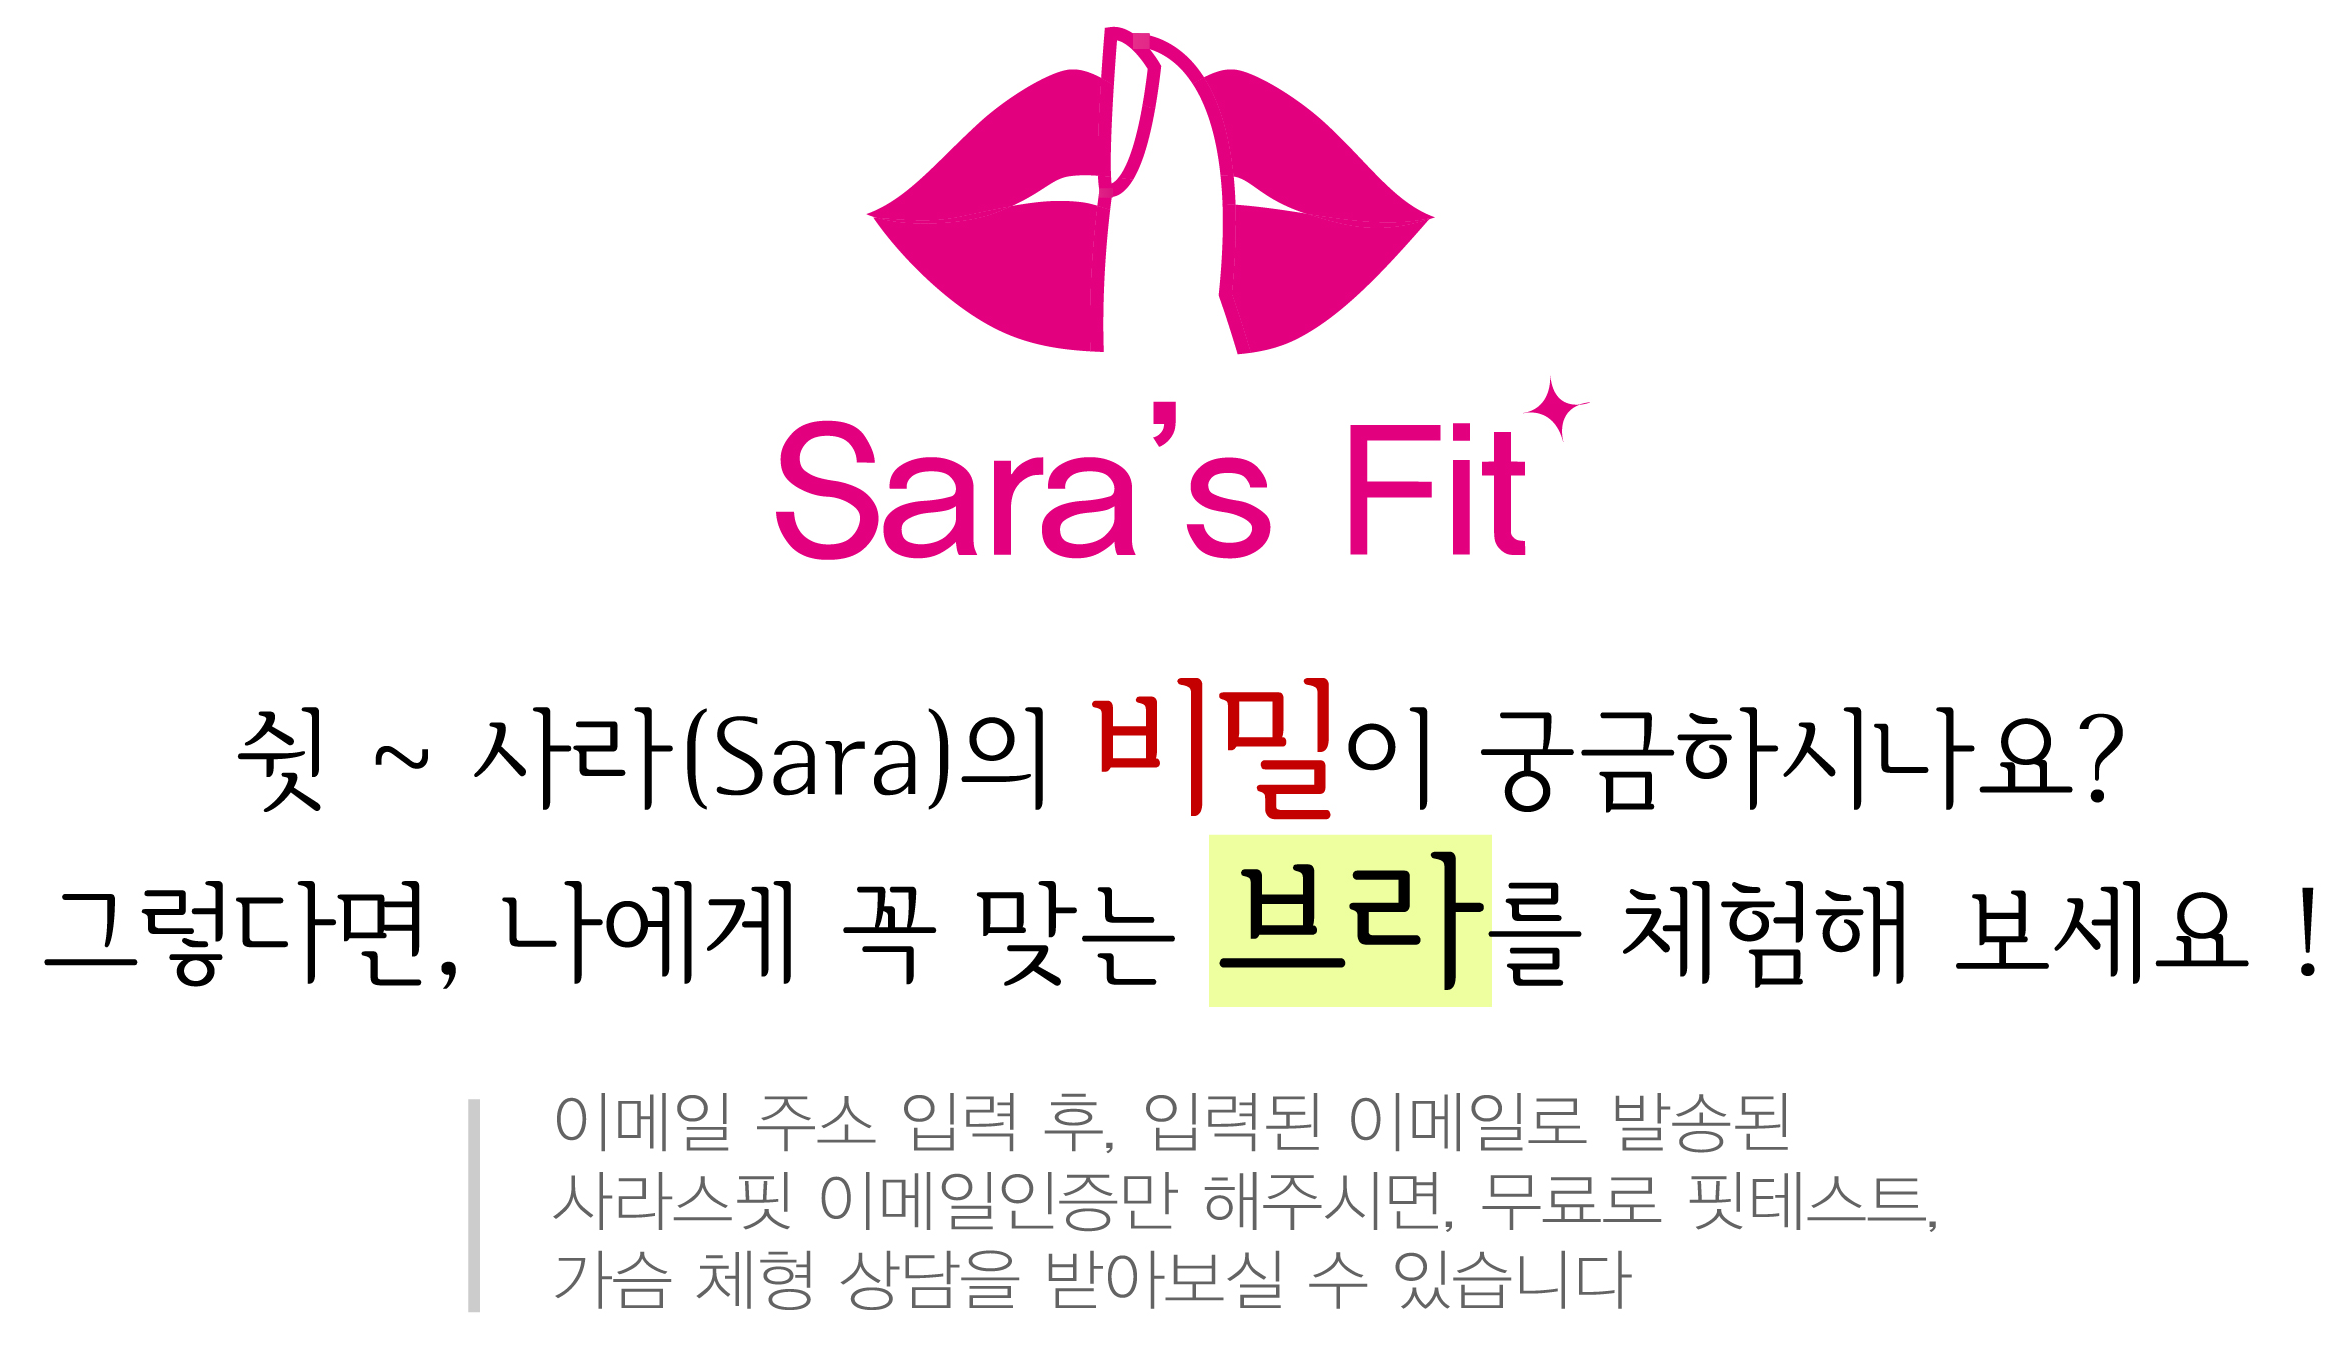 Sara's Fit
쉿 ~ 사라(Sara)의 비밀이 궁금하시나요?
그렇다면, 나에게 꼭 맞는 브라를 체험해 보세요 !
이메일 주소 입력 후, 입력된 이메일로 발송된
사라스핏 이메일인증만 해주시면, 무료로 핏테스트,
가슴 체형 상담을 받아보실 수 있습니다